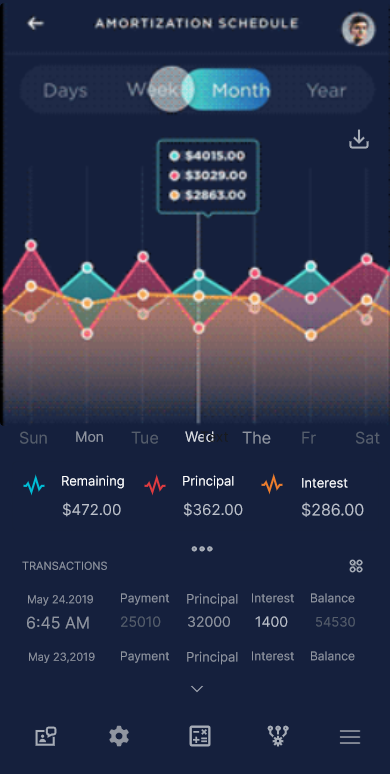 AMORTIZATION SCHEDULE
Days Week Month Year
$4015.00
$3029.00
$2863.00
Sun Mon Tue Wed The Fr Sat
Remaining Principal Interest
$472.00 $362.00 $286.00
TRANSACTIONS
May 24.2019 Payment Principal Interest Balance
6:45 AM 25010 32000 1400 54530
May 23,2019 Payment Principal Interest Balance